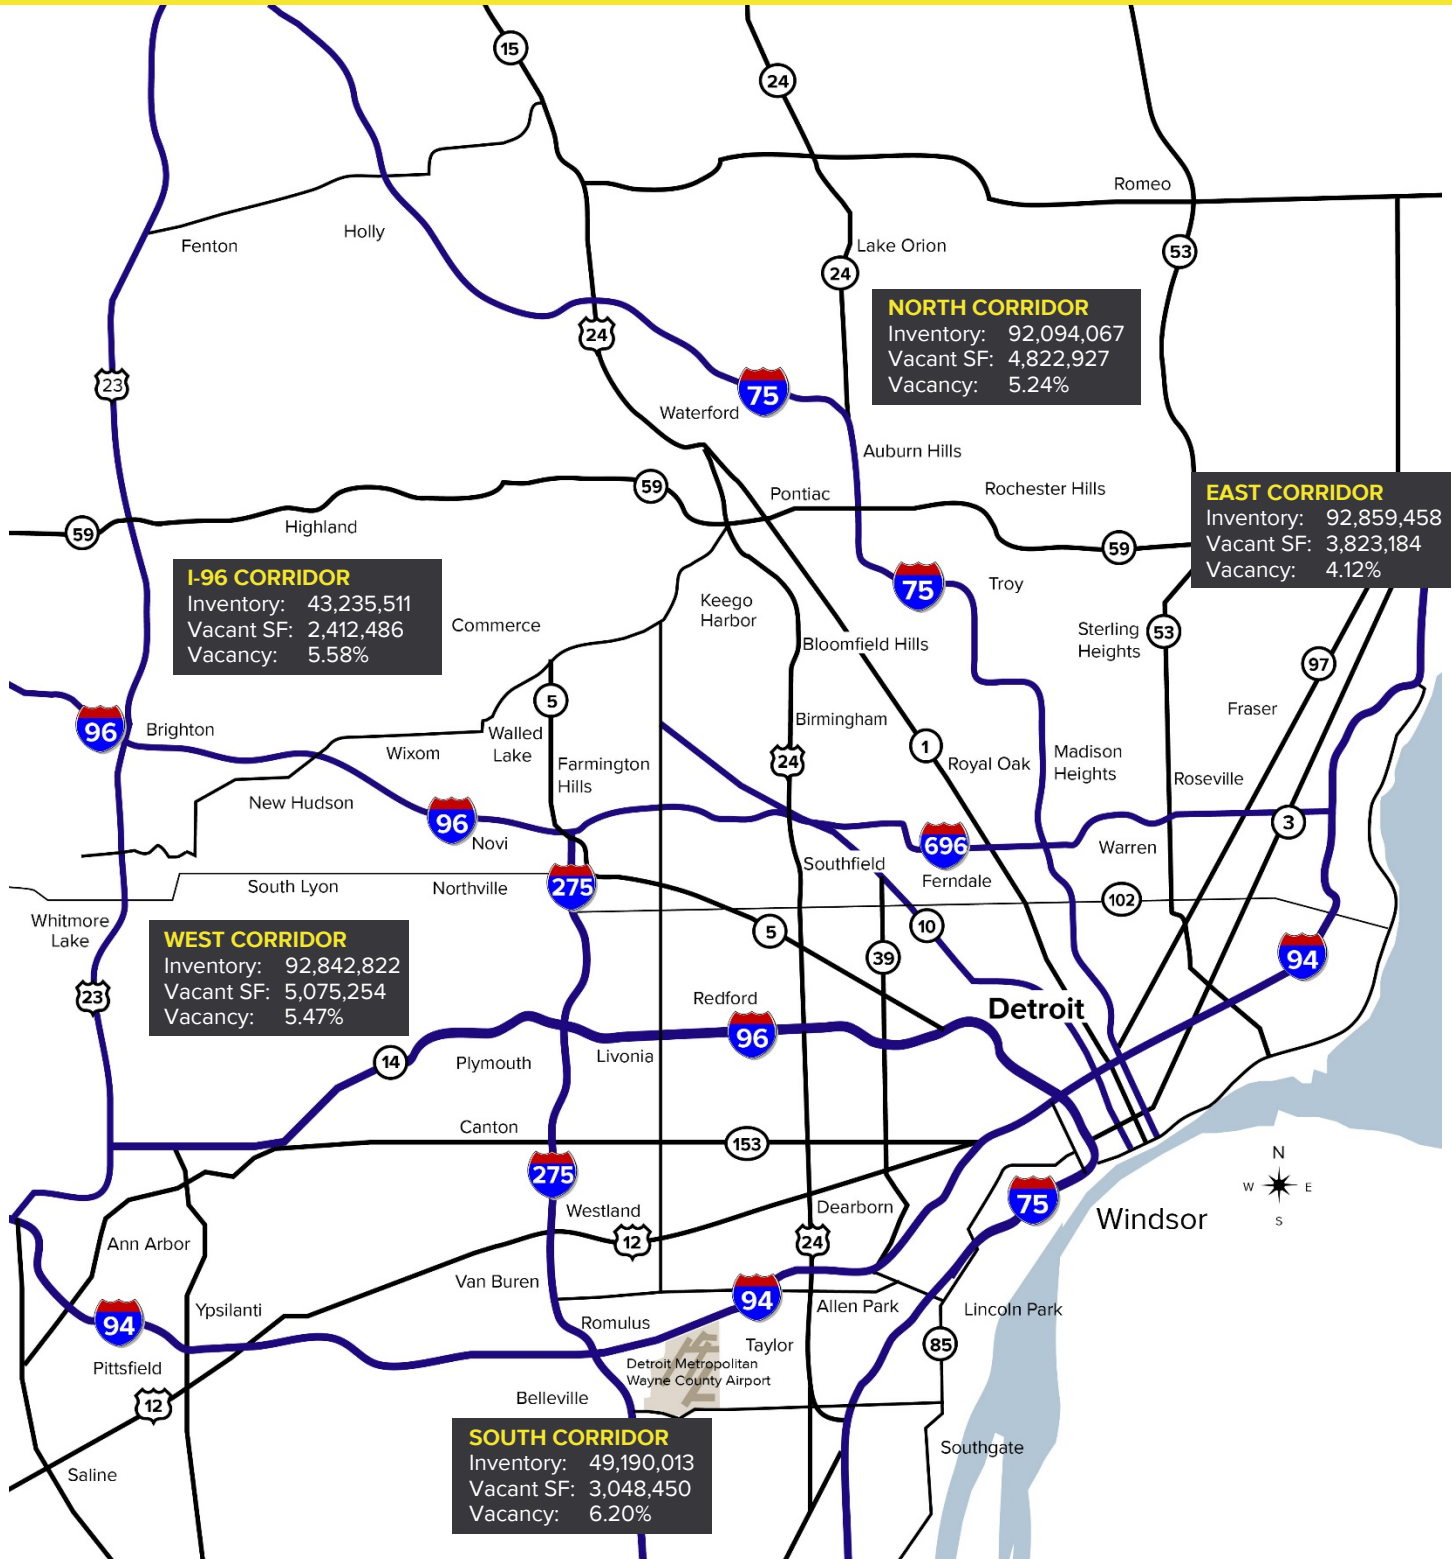 15
24
Romeo
Fenton
Holly
Lake Orion
53
24
NORTH CORRIDOR
Inventory: 92,094,067
Vacant SF: 4,822,927
Vacancy: 5.24%
24
23
75
Waterford
Auburn Hills
59
Pontiac
Rochester Hills
EAST CORRIDOR
Inventory: 92,859,458
Vacant SF: 3,823,184
Vacancy: 4.12%
59
Highland
59
I-96 CORRIDOR
Inventory: 43,235,511
Vacant SF: 2,412,486
Vacancy: 5.58%
75
Troy
Keego
Harbor
Commerce
Bloomfield Hills
Sterling
Heights
53
97
5
96
Brighton
Walled
Lake
Wixom
Farmington
Hills
Birmingham
24
1
Royal Oak
Madison
Heights
Fraser
Roseville
New Hudson
96
Novi
696
3
Warren
Southfield
Ferndale
South Lyon
Northville
275
102
Whitmore
Lake
5
10
39
94
WEST CORRIDOR
Inventory: 92,842,822
Vacant SF: 5,075,254
Vacancy: 5.47%
23
Redford
Detroit
96
14
Plymouth
Livonia
Canton
153
275
N
W
E
S
75
Windsor
Westland
Dearborn
12
24
Ann Arbor
Van Buren
94
Allen Park
Lincoln Park
Ypsilanti
94
Romulus
Taylor
85
Pittsfield
Detroit Metropolitan
Wayne County Airport
12
Belleville
SOUTH CORRIDOR
Inventory: 49,190,013
Vacant SF: 3,048,450
Vacancy: 6.20%
Southgate
Saline